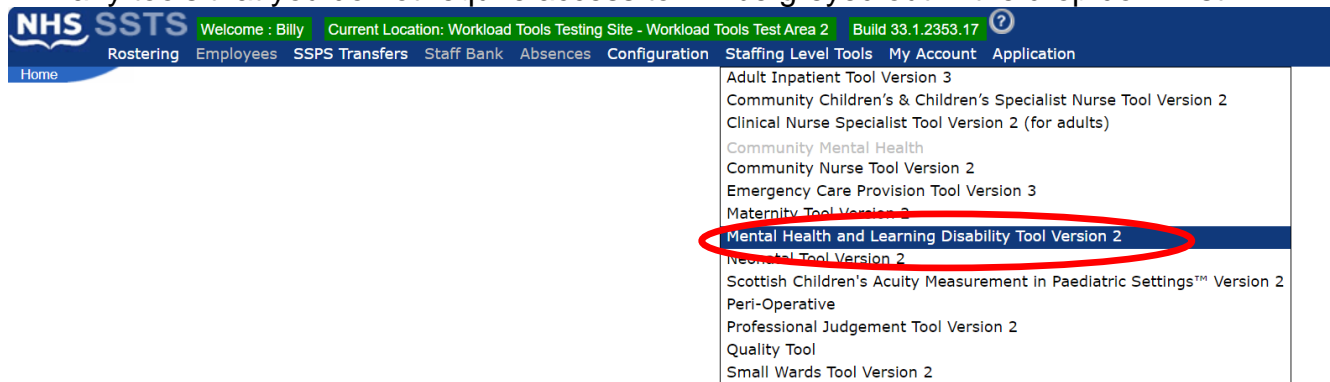 NHS SSTS Welcome : Billy Current Location: Workload Tools Testing Site - Workload Tools Test Area 2 Build 33.1.2353.17 ?
Rostering Employees SSPS Transfers Staff Bank Absences Configuration Staffing Level Tools My Account Application
Home
Adult Inpatient Tool Version 3
Community Children's & Children's Specialist Nurse Tool Version 2
Clinical Nurse Specialist Tool Version 2 (for adults)
Community Mental Health
Community Nurse Tool Version 2
Emergency Care Provision Tool Version 3
Maternity Tool Version 2
Mental Health and Learning Disability Tool Version 2
Neonatal Tool Version 2
Scottish Children's Acuity Measurement in Paediatric Settings™ Version 2
Peri-Operative
Professional Judgement Tool Version 2
Quality Tool
Small Wards Tool Version 2